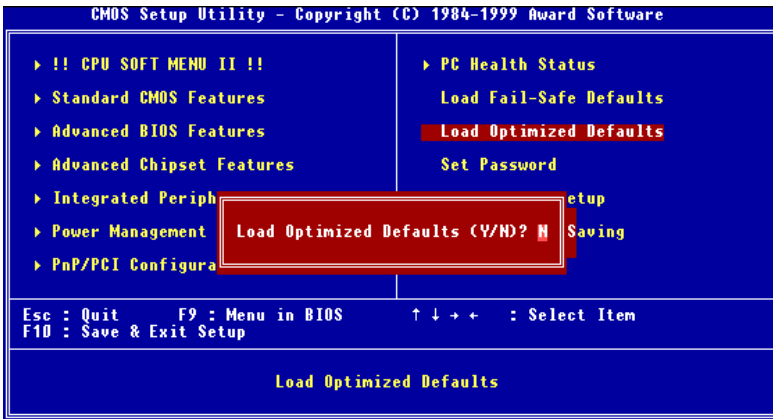 CMOS Setup Utility - Copyright (C) 1984-1999 Award Software
!! CPU SOFT MENU II !!
Standard CMOS Features
Advanced BIOS Features
Advanced Chipset Features
Integrated Periph
Power Management
PnP/PCI Configura
PC Health Status
Load Fail-Safe Defaults
Load Optimized Defaults
Set Password
etup
Saving
Load Optimized Defaults (Y/N)? N
Esc : Quit F9 : Menu in BIOS ↑ ↓ → ← : Select Item
F10 : Save & Exit Setup
Load Optimized Defaults